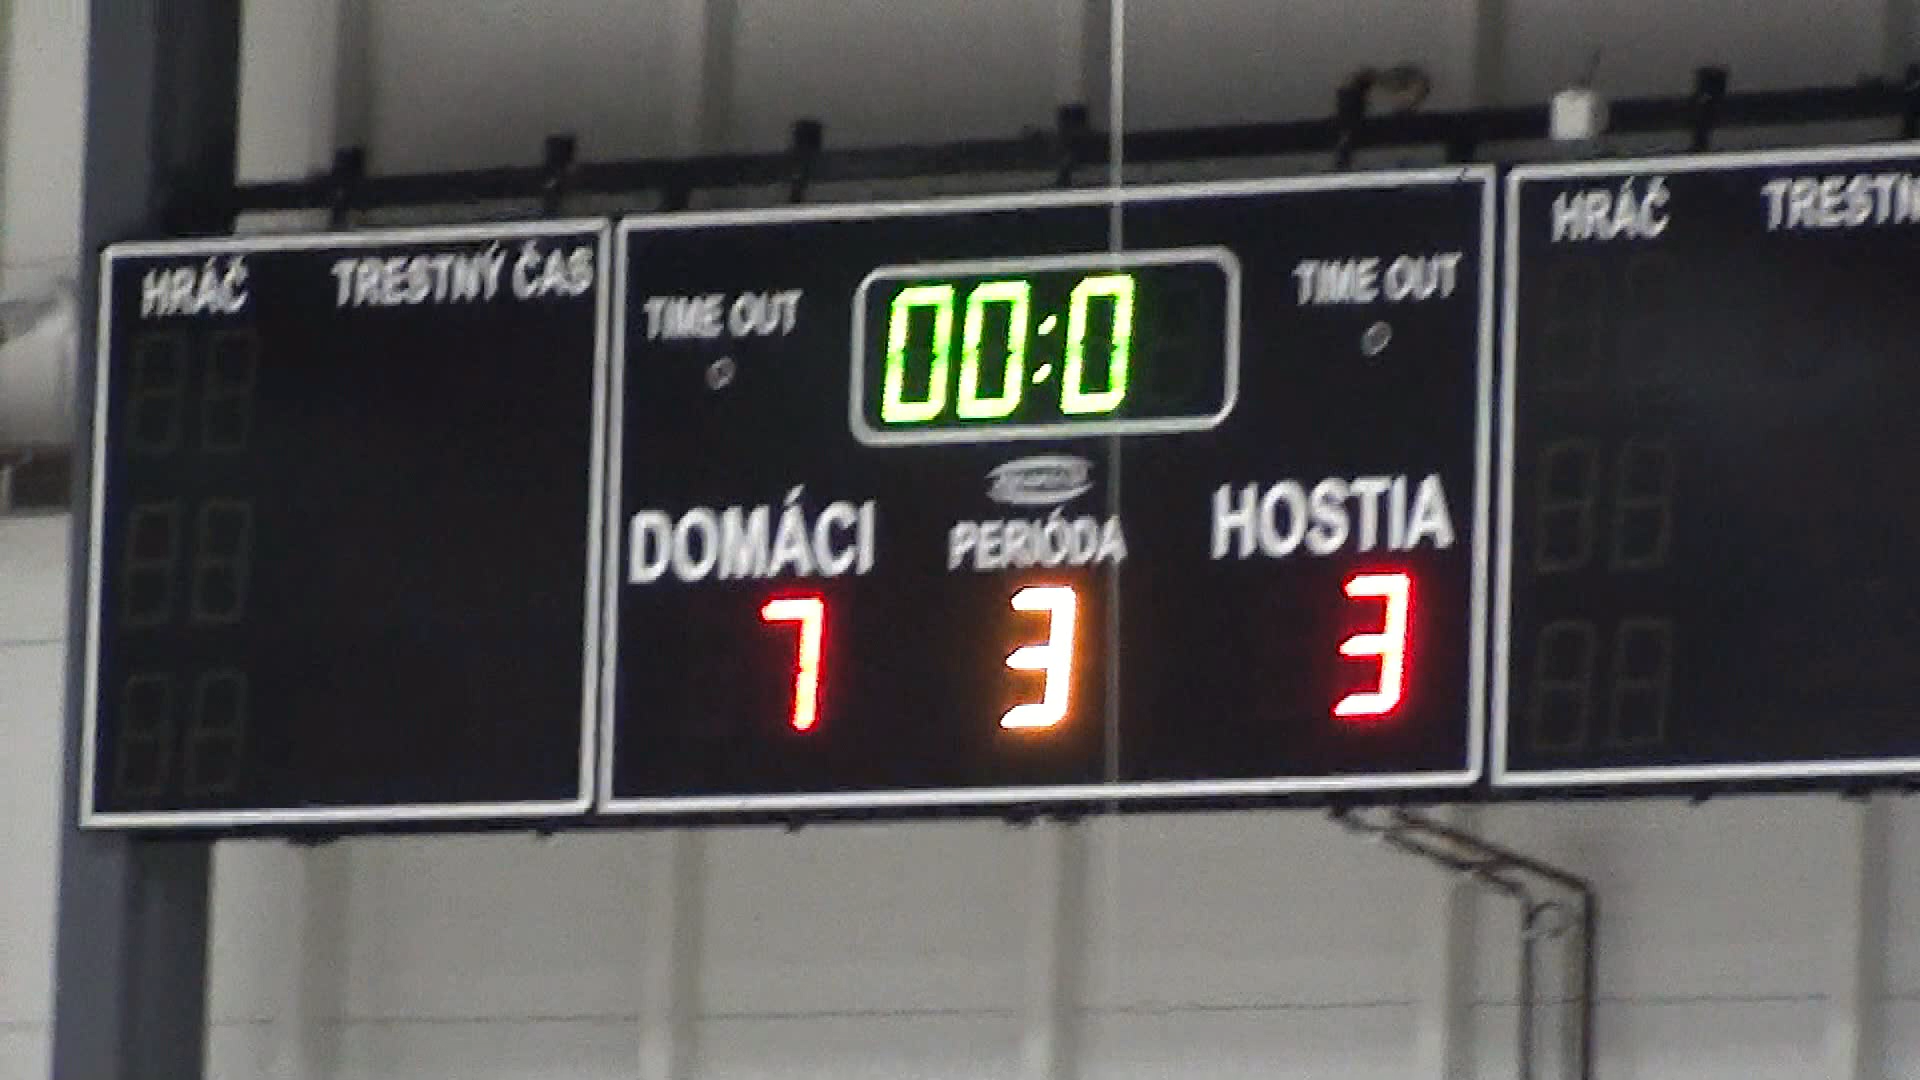 HRÁČ TRESTNÝ ČAS
TIME OUT
00:0
TIME OUT
DOMÁCI
PERIÓDA
HOSTIA
7
3
3
HRÁČ